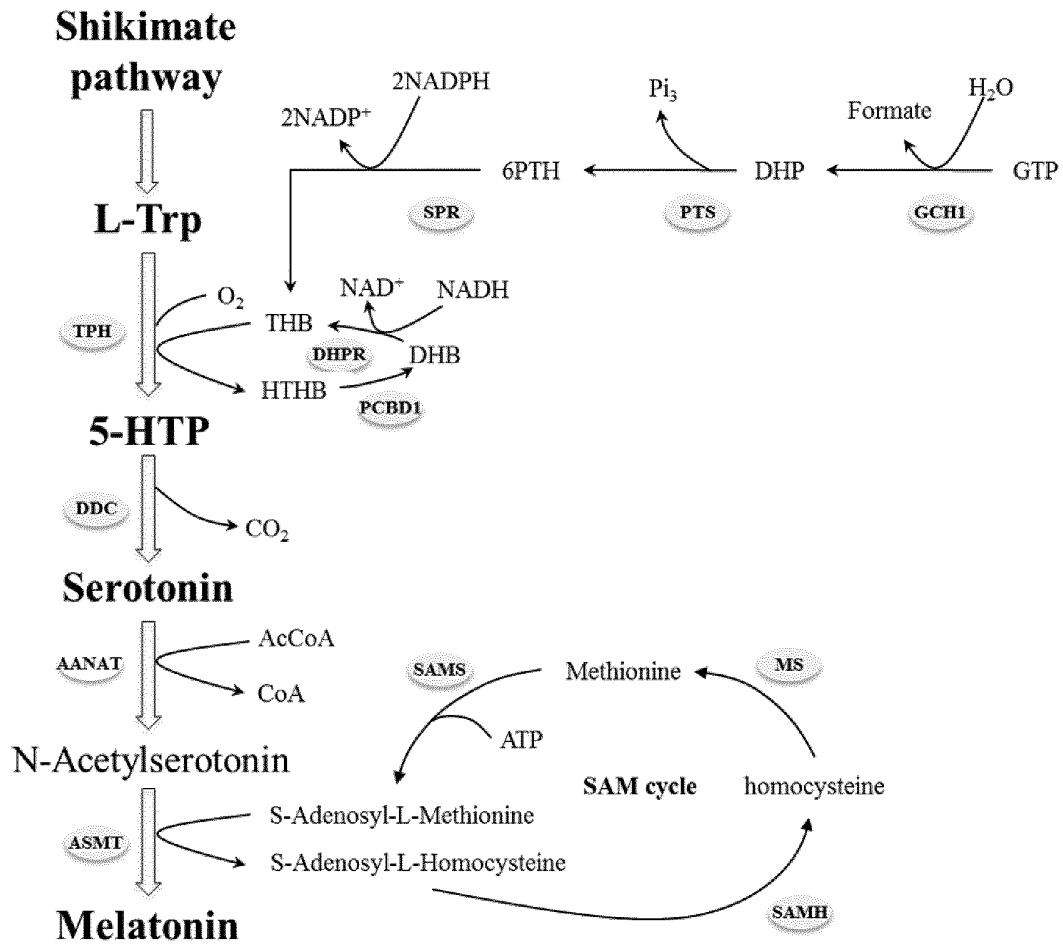 Shikimate
pathway
2NADPH
2NADP⁺
Pi₃
H₂O
Formate
6PTH
DHP
GTP
SPR
PTS
GCH1
L-Trp
O₂
NAD⁺
NADH
TPH
THB
DHPR
DHB
HTHB
PCBD1
5-HTP
DDC
CO₂
Serotonin
AcCoA
AANAT
CoA
SAMS
Methionine
MS
ATP
N-Acetylserotonin
SAM cycle
homocysteine
S-Adenosyl-L-Methionine
ASMT
S-Adenosyl-L-Homocysteine
SAMH
Melatonin